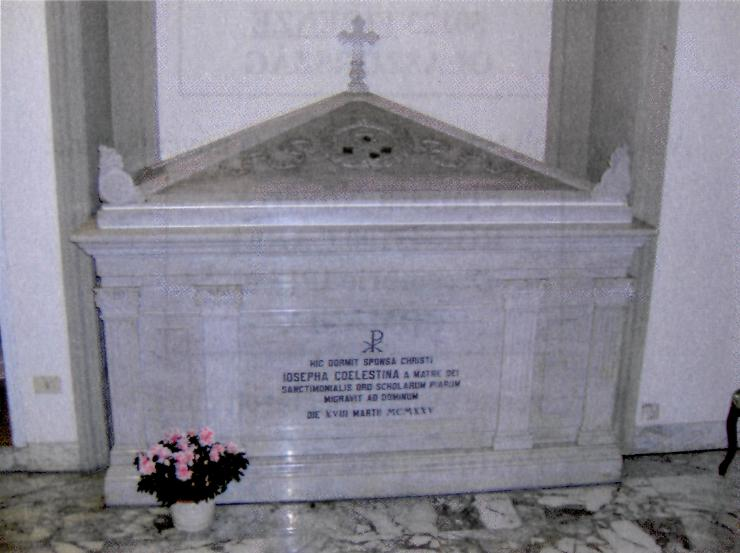 HIC DORMIT SPONSA CHRISTI
IOSEPHA COELESTINA A MATRE DEI
SANCTIMONIALIS ORD SCHOLARUM PIARUM
MIGRAVIT AD DOMINUM
DIE XVIII MARTII MCMXXV